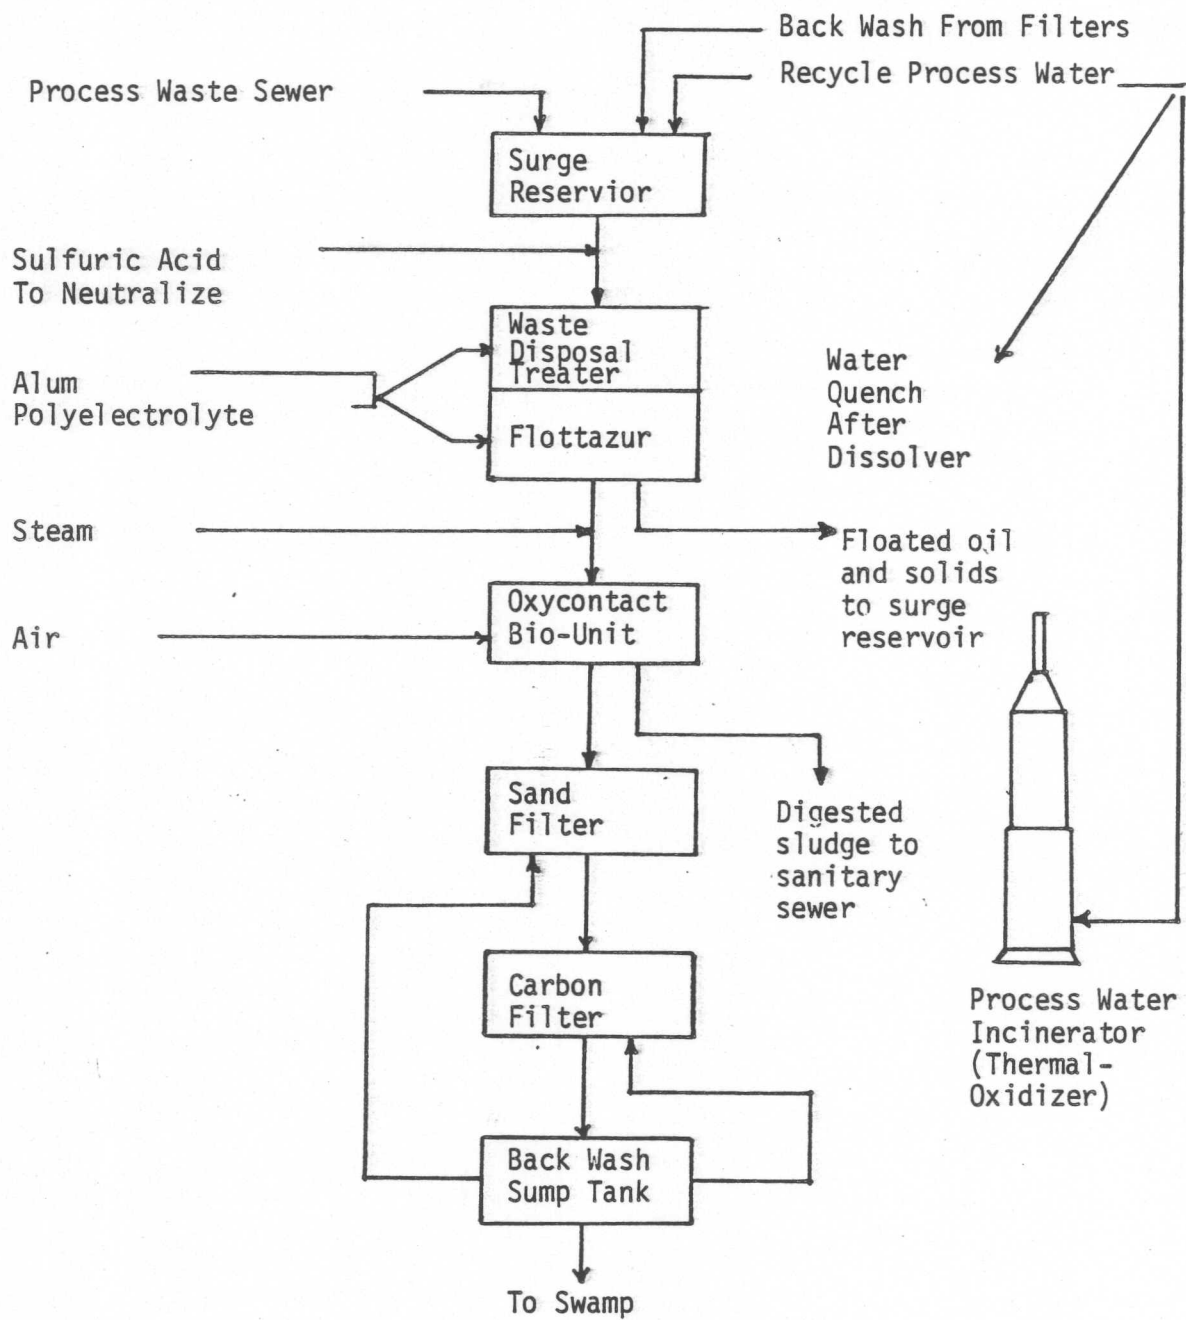 Back Wash From Filters
Recycle Process Water
Process Waste Sewer
Surge
Reservior
Sulfuric Acid
To Neutralize
Waste
Disposal
Treater
Alum
Polyelectrolyte
Flottazur
Water
Quench
After
Dissolver
Steam
Floated oil
and solids
to surge
reservoir
Oxycontact
Bio-Unit
Air
Sand
Filter
Digested
sludge to
sanitary
sewer
Carbon
Filter
Process Water
Incinerator
(Thermal-
Oxidizer)
Back Wash
Sump Tank
To Swamp